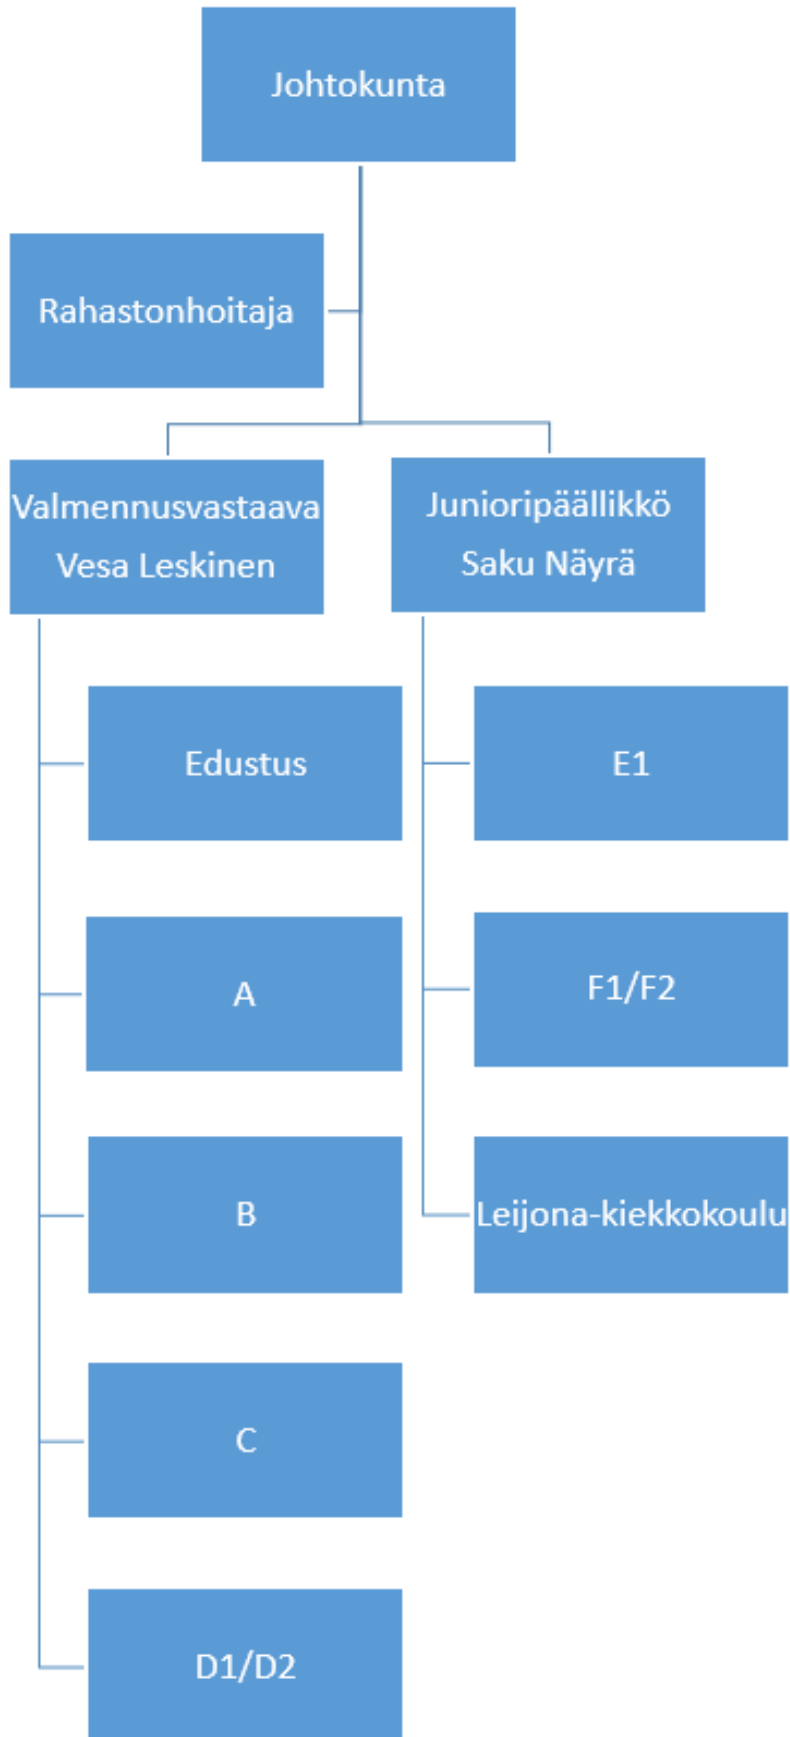 Johtokunta
Rahastonhoitaja
Valmennusvastaava
Vesa Leskinen
Junioripäällikkö
Saku Näyrä
Edustus
A
B
C
D1/D2
E1
F1/F2
Leijona-kiekkokoulu